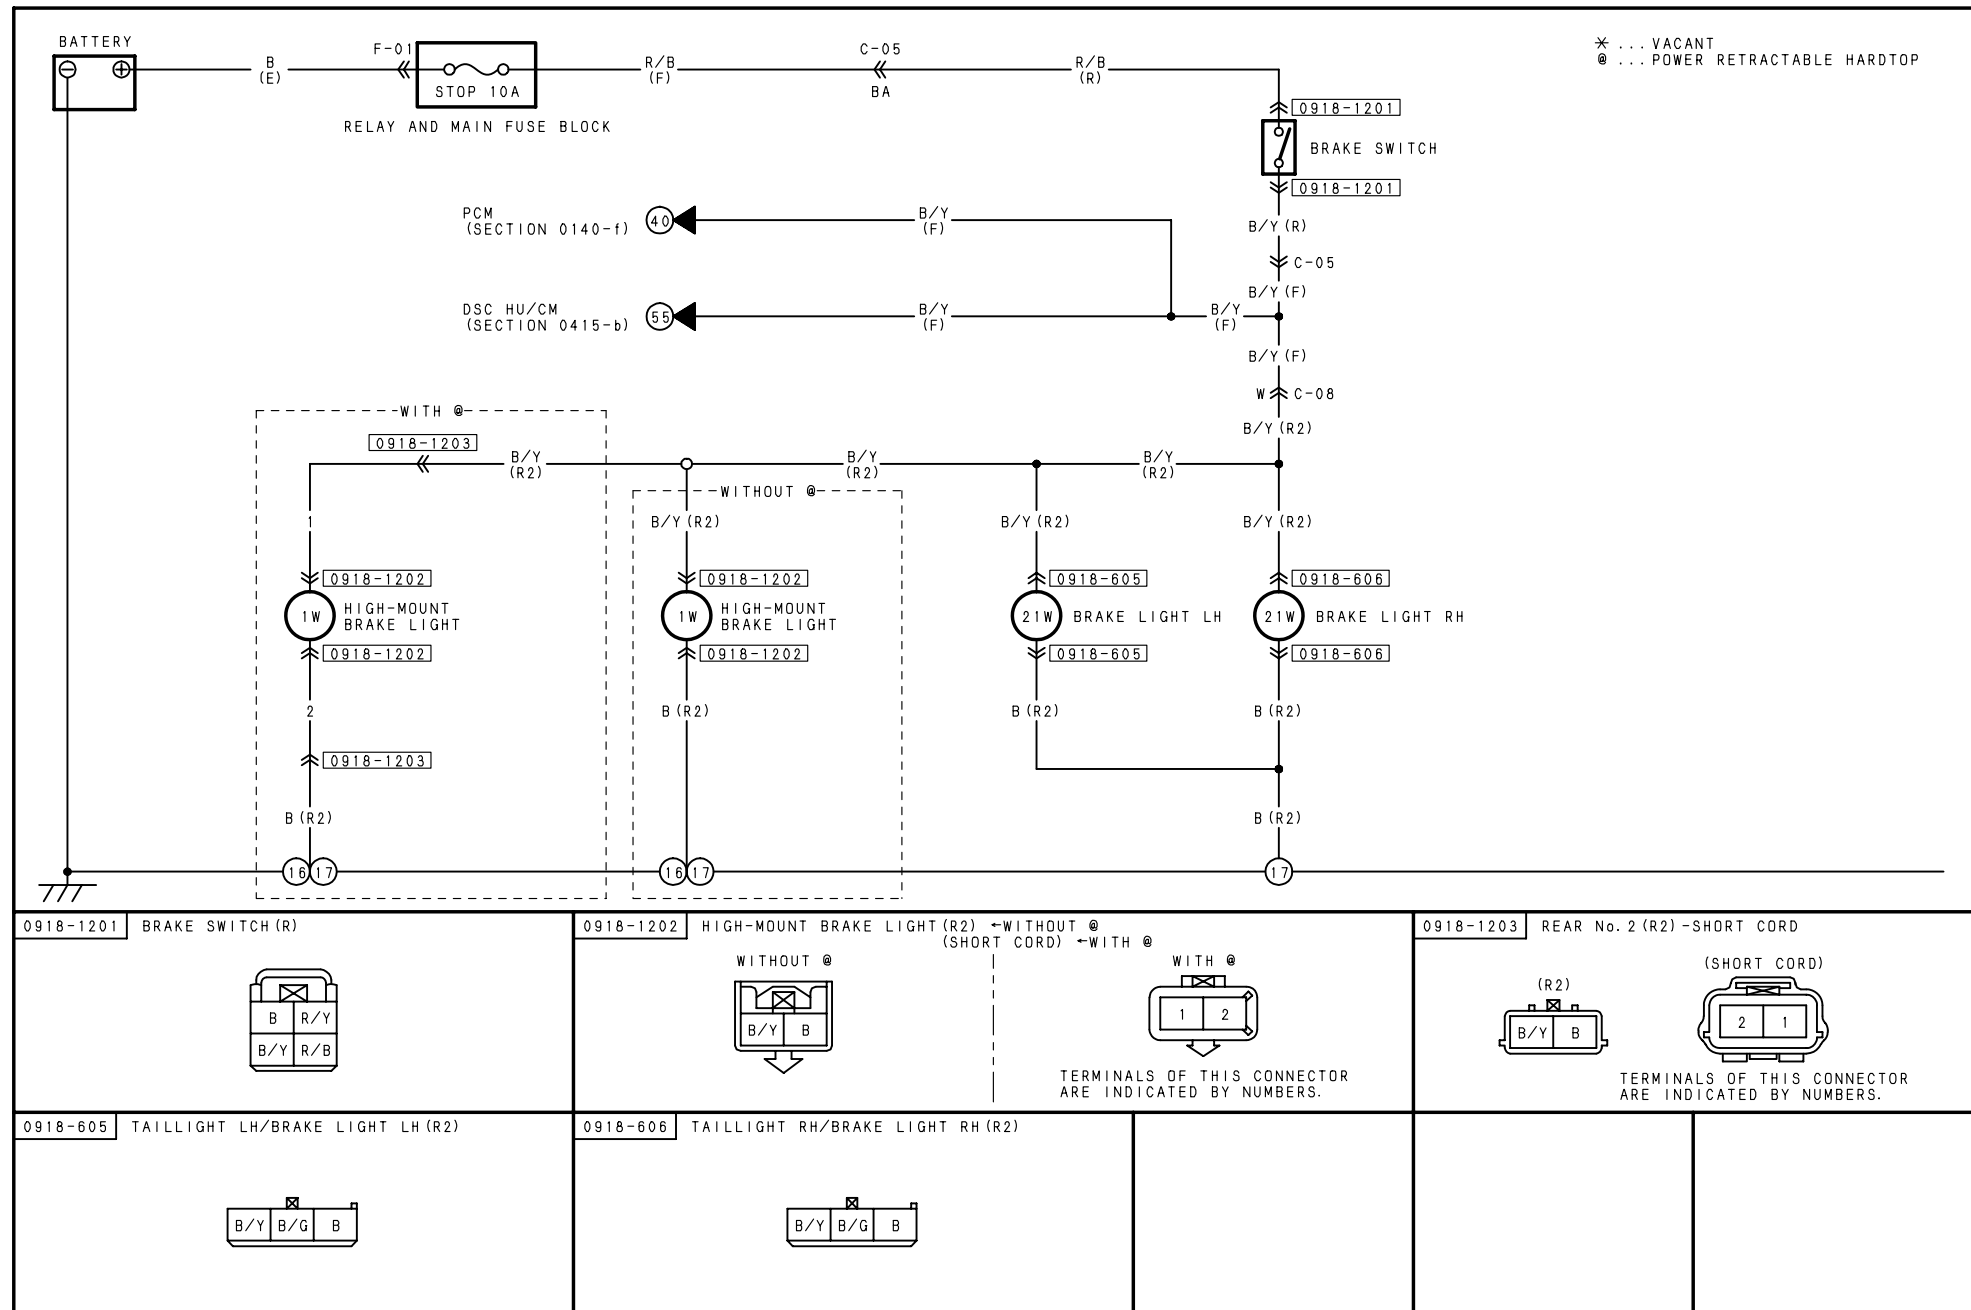 BATTERY
B
(E)
F-01
STOP 10A
RELAY AND MAIN FUSE BLOCK
R/B
(F)
C-05
BA
R/B
(R)
* ... VACANT
@ ... POWER RETRACTABLE HARDTOP
0918-1201
BRAKE SWITCH
0918-1201
PCM
(SECTION 0140-f)
40
B/Y
(F)
B/Y (R)
C-05
B/Y (F)
DSC HU/CM
(SECTION 0415-b)
55
B/Y
(F)
B/Y
(F)
B/Y (F)
W
C-08
B/Y (R2)
WITH @
0918-1203
B/Y
(R2)
B/Y
(R2)
B/Y
(R2)
WITHOUT @
1
B/Y (R2)
B/Y (R2)
B/Y (R2)
0918-1202
0918-1202
0918-605
0918-606
1W
HIGH-MOUNT
BRAKE LIGHT
1W
HIGH-MOUNT
BRAKE LIGHT
21W
BRAKE LIGHT LH
21W
BRAKE LIGHT RH
0918-1202
0918-1202
0918-605
0918-606
2
B (R2)
B (R2)
B (R2)
0918-1203
B (R2)
B (R2)
16 17
16 17
17
0918-1201
BRAKE SWITCH (R)
B R/Y
B/Y R/B
0918-1202
HIGH-MOUNT BRAKE LIGHT (R2) ←WITHOUT @
(SHORT CORD) ←WITH @
WITHOUT @
B/Y B
WITH @
1 2
TERMINALS OF THIS CONNECTOR
ARE INDICATED BY NUMBERS.
0918-1203
REAR No. 2 (R2) -SHORT CORD
(R2)
B/Y B
(SHORT CORD)
2 1
TERMINALS OF THIS CONNECTOR
ARE INDICATED BY NUMBERS.
0918-605
TAILLIGHT LH/BRAKE LIGHT LH (R2)
B/Y B/G B
0918-606
TAILLIGHT RH/BRAKE LIGHT RH (R2)
B/Y B/G B